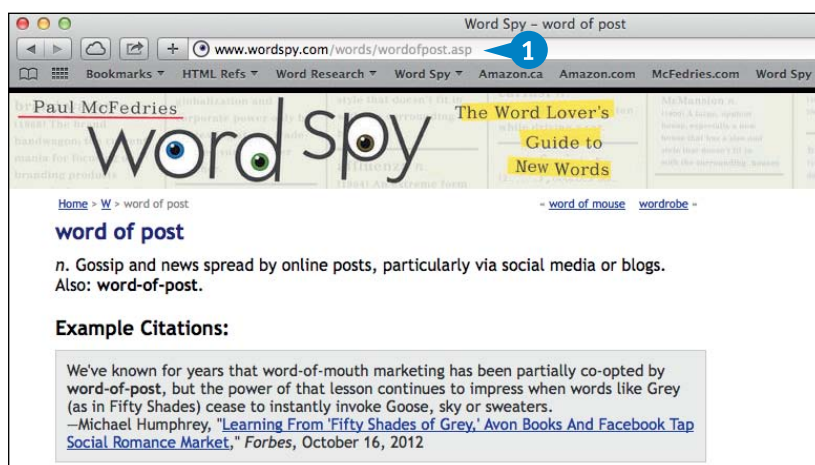 Word Spy – word of post
www.wordspy.com/words/wordofpost.asp
1
Bookmarks HTML Refs Word Research Word Spy Amazon.ca Amazon.com McFedries.com Word Spy
Paul McFedries
word spy
The Word Lover's
Guide to
New Words
Home > W > word of post
« word of mouse wordrobe »
word of post
n. Gossip and news spread by online posts, particularly via social media or blogs.
Also: word-of-post.
Example Citations:
We've known for years that word-of-mouth marketing has been partially co-opted by
word-of-post, but the power of that lesson continues to impress when words like Grey
(as in Fifty Shades) cease to instantly invoke Goose, sky or sweaters.
—Michael Humphrey, "Learning From 'Fifty Shades of Grey,' Avon Books And Facebook Tap
Social Romance Market," Forbes, October 16, 2012